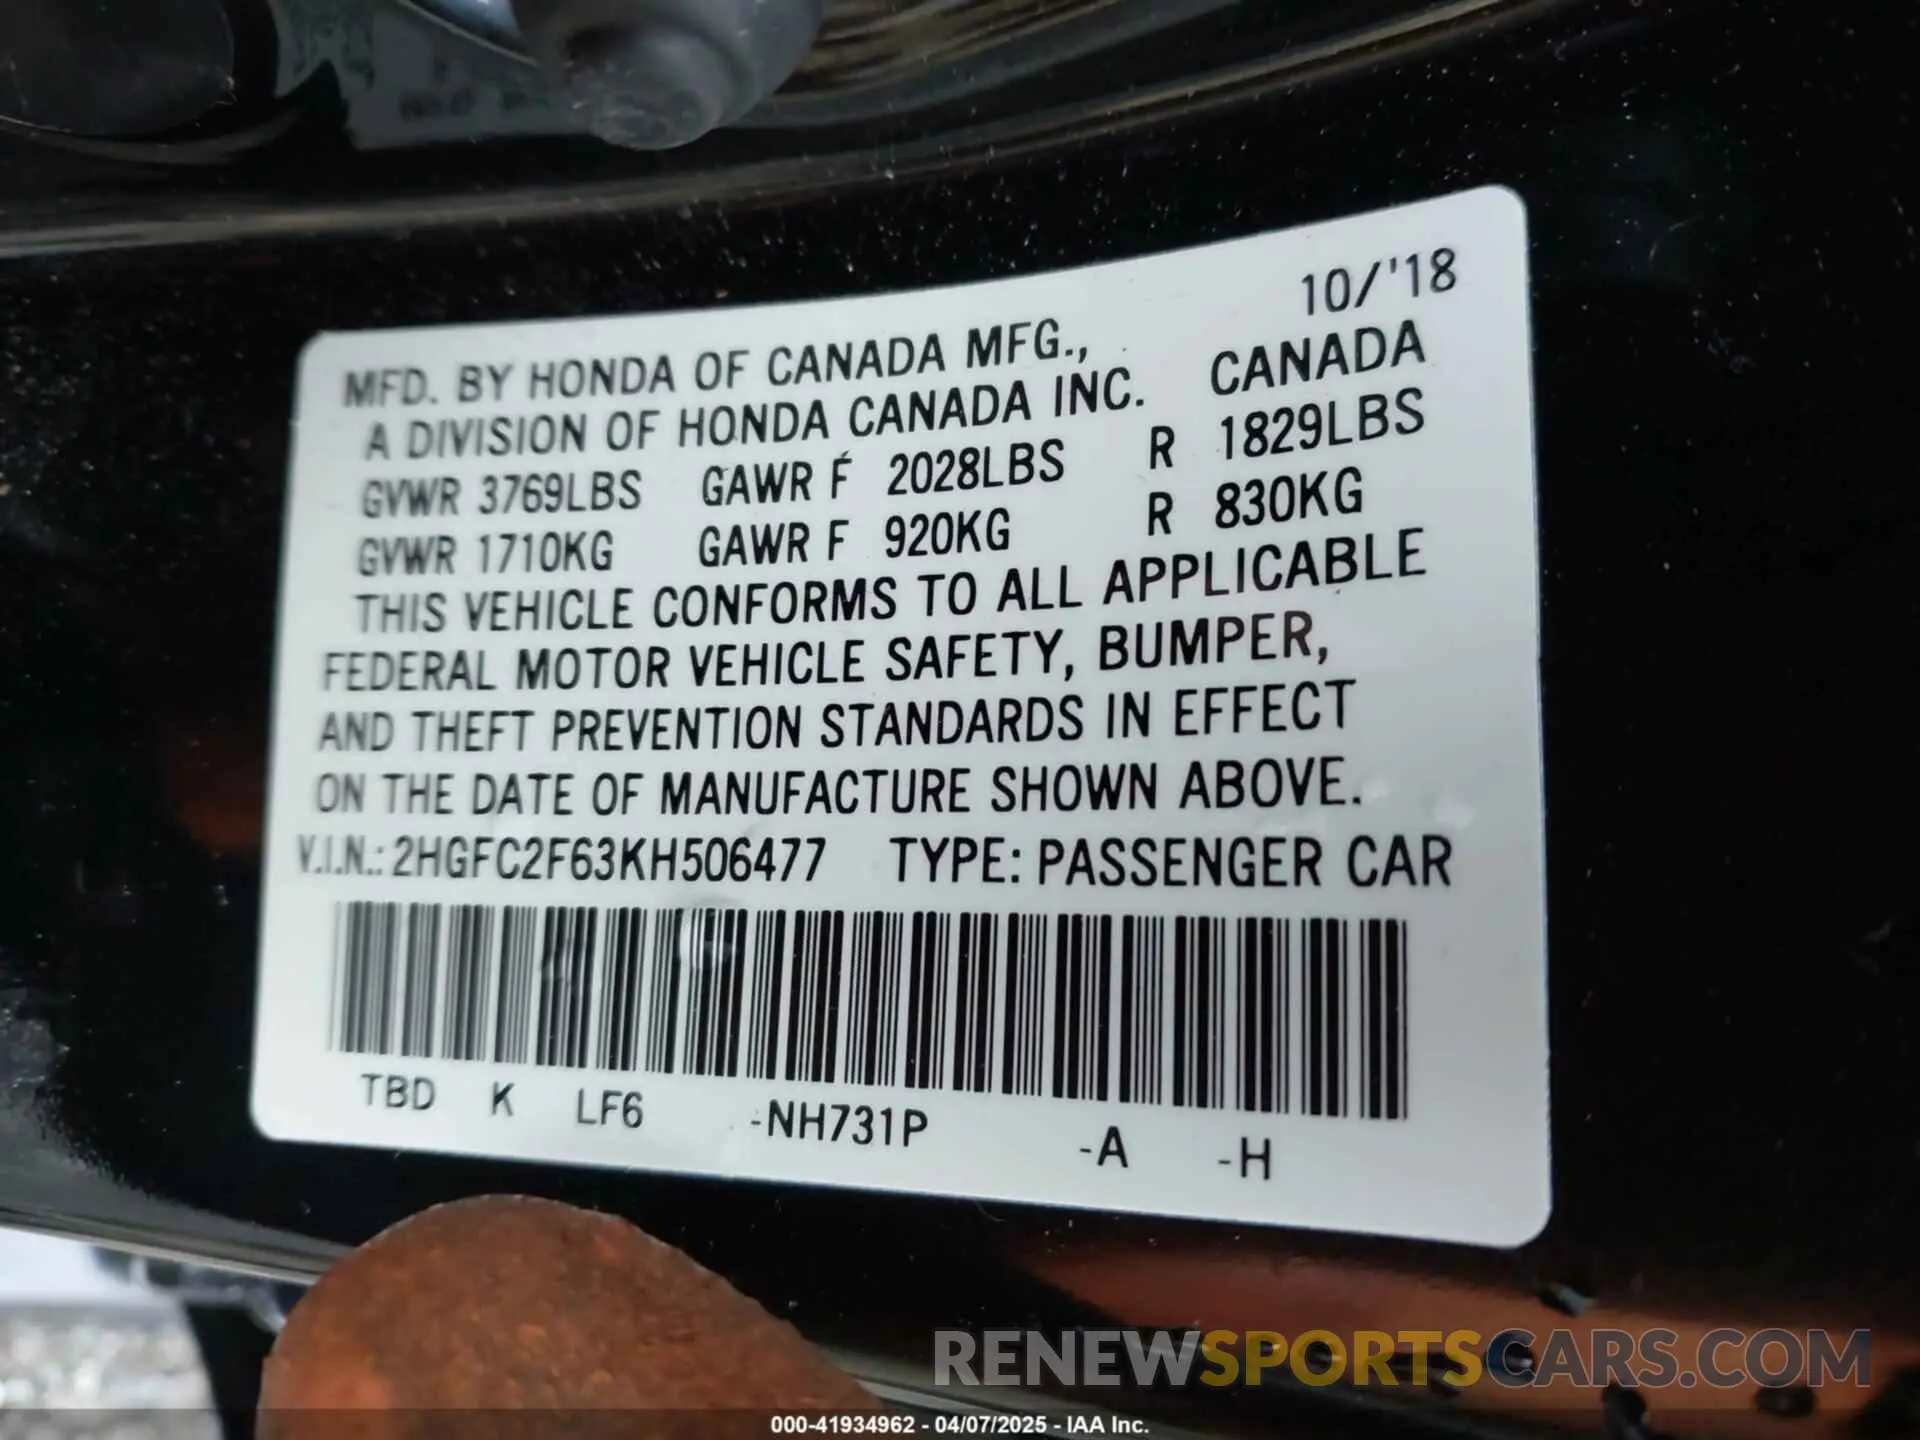 10/'18
MFD. BY HONDA OF CANADA MFG.,
A DIVISION OF HONDA CANADA INC. CANADA
GVWR 3769LBS GAWR F 2028LBS R 1829LBS
GVWR 1710KG GAWR F 920KG R 830KG
THIS VEHICLE CONFORMS TO ALL APPLICABLE
FEDERAL MOTOR VEHICLE SAFETY, BUMPER,
AND THEFT PREVENTION STANDARDS IN EFFECT
ON THE DATE OF MANUFACTURE SHOWN ABOVE.
V.I.N.: 2HGFC2F63KH506477 TYPE: PASSENGER CAR
TBD K LF6 -NH731P -A -H
RENEWSPORTSCARS.COM
000-41934962 - 04/07/2025 - IAA Inc.